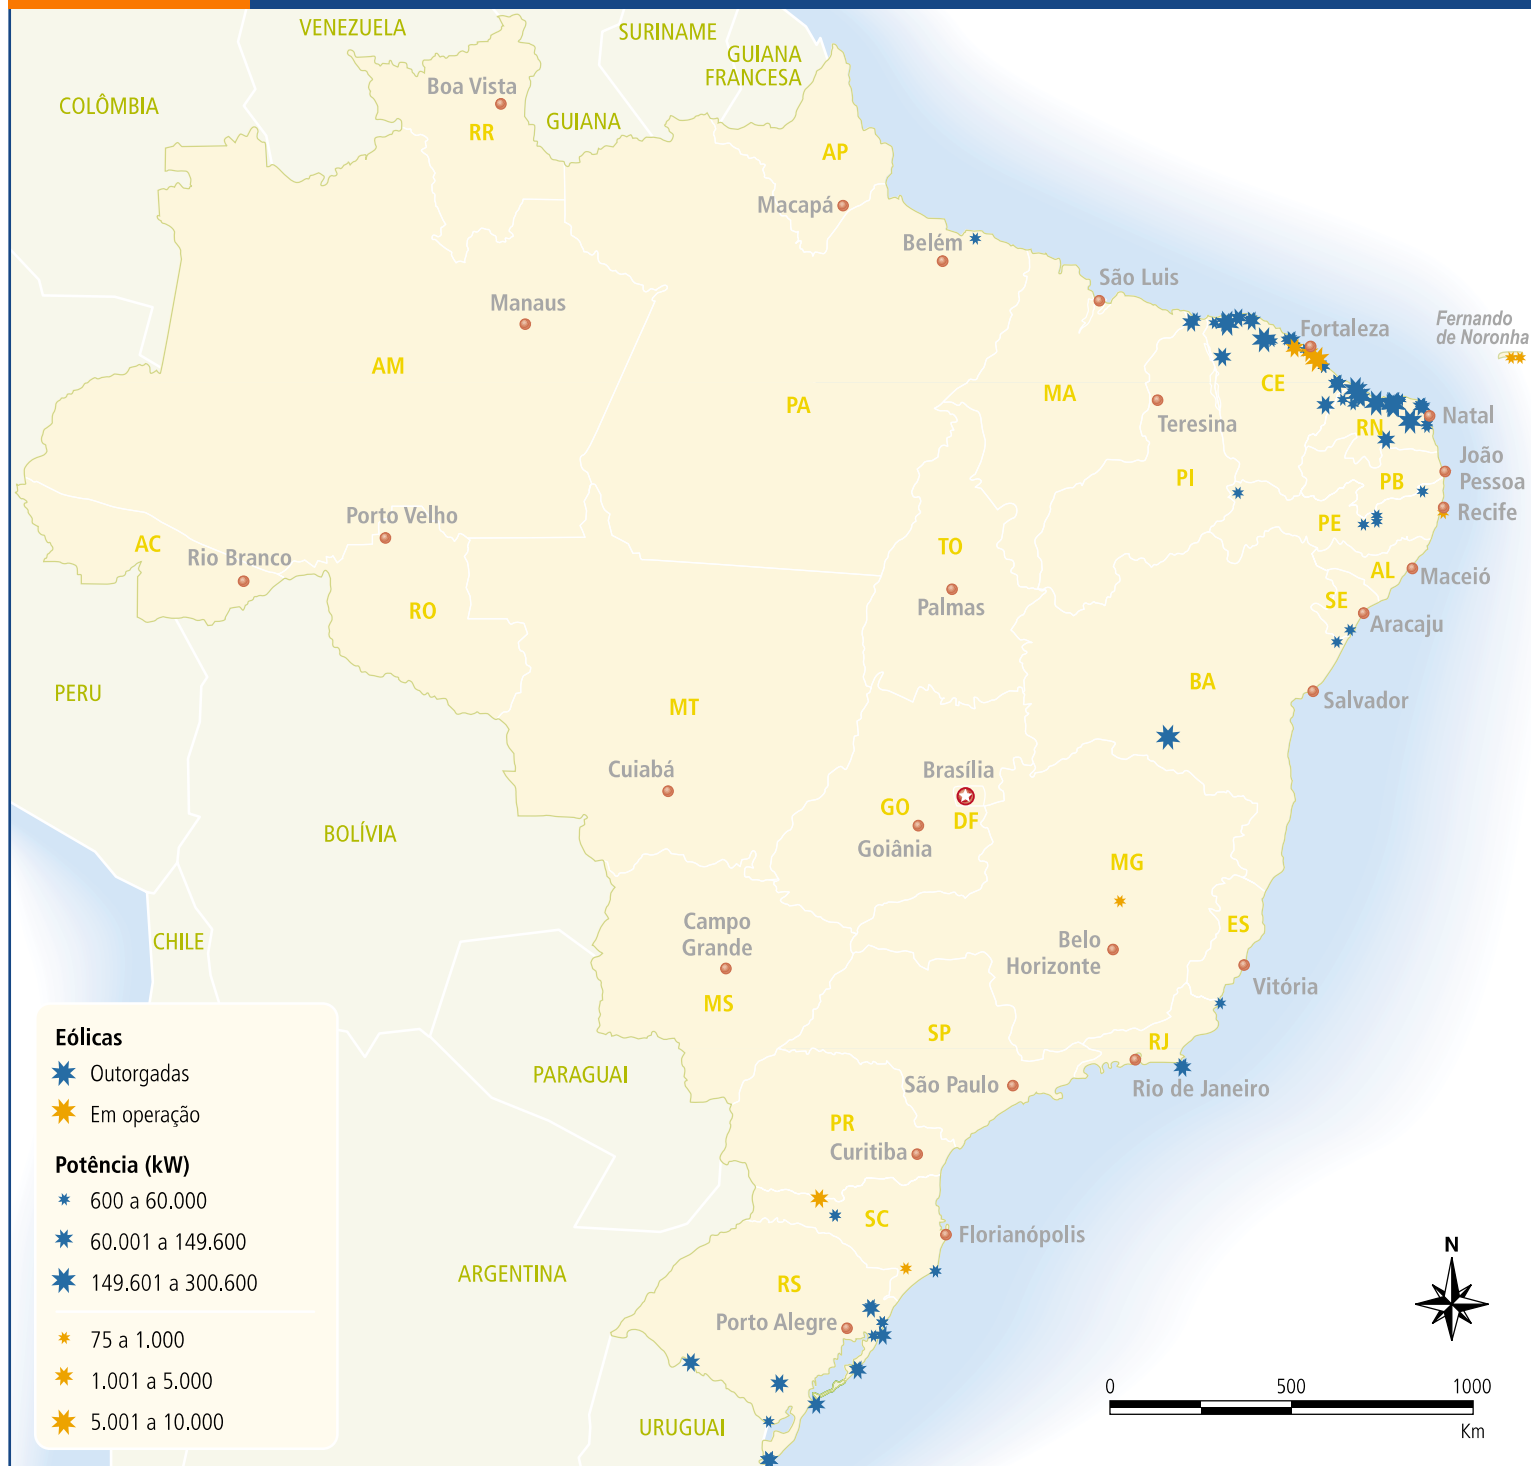 VENEZUELA
SURINAME
GUIANA
FRANCESA
COLÔMBIA
Boa Vista
RR
GUIANA
AP
Macapá
Belém
São Luis
Manaus
Fortaleza
Fernando
de Noronha
AM
PA
MA
CE
Teresina
Natal
RN
João
Pessoa
PI
PB
Recife
Porto Velho
PE
AC
Rio Branco
TO
AL
Maceió
Palmas
SE
Aracaju
RO
PERU
MT
BA
Salvador
Cuiabá
Brasília
GO
DF
Goiânia
BOLÍVIA
MG
Campo
Grande
Belo
Horizonte
ES
CHILE
Vitória
MS
SP
RJ
PARAGUAI
São Paulo
Rio de Janeiro
PR
Curitiba
SC
Florianópolis
ARGENTINA
RS
Porto Alegre
URUGUAI
Eólicas
Outorgadas
Em operação
Potência (kW)
600 a 60.000
60.001 a 149.600
149.601 a 300.600
75 a 1.000
1.001 a 5.000
5.001 a 10.000
N
0 500 1000
Km